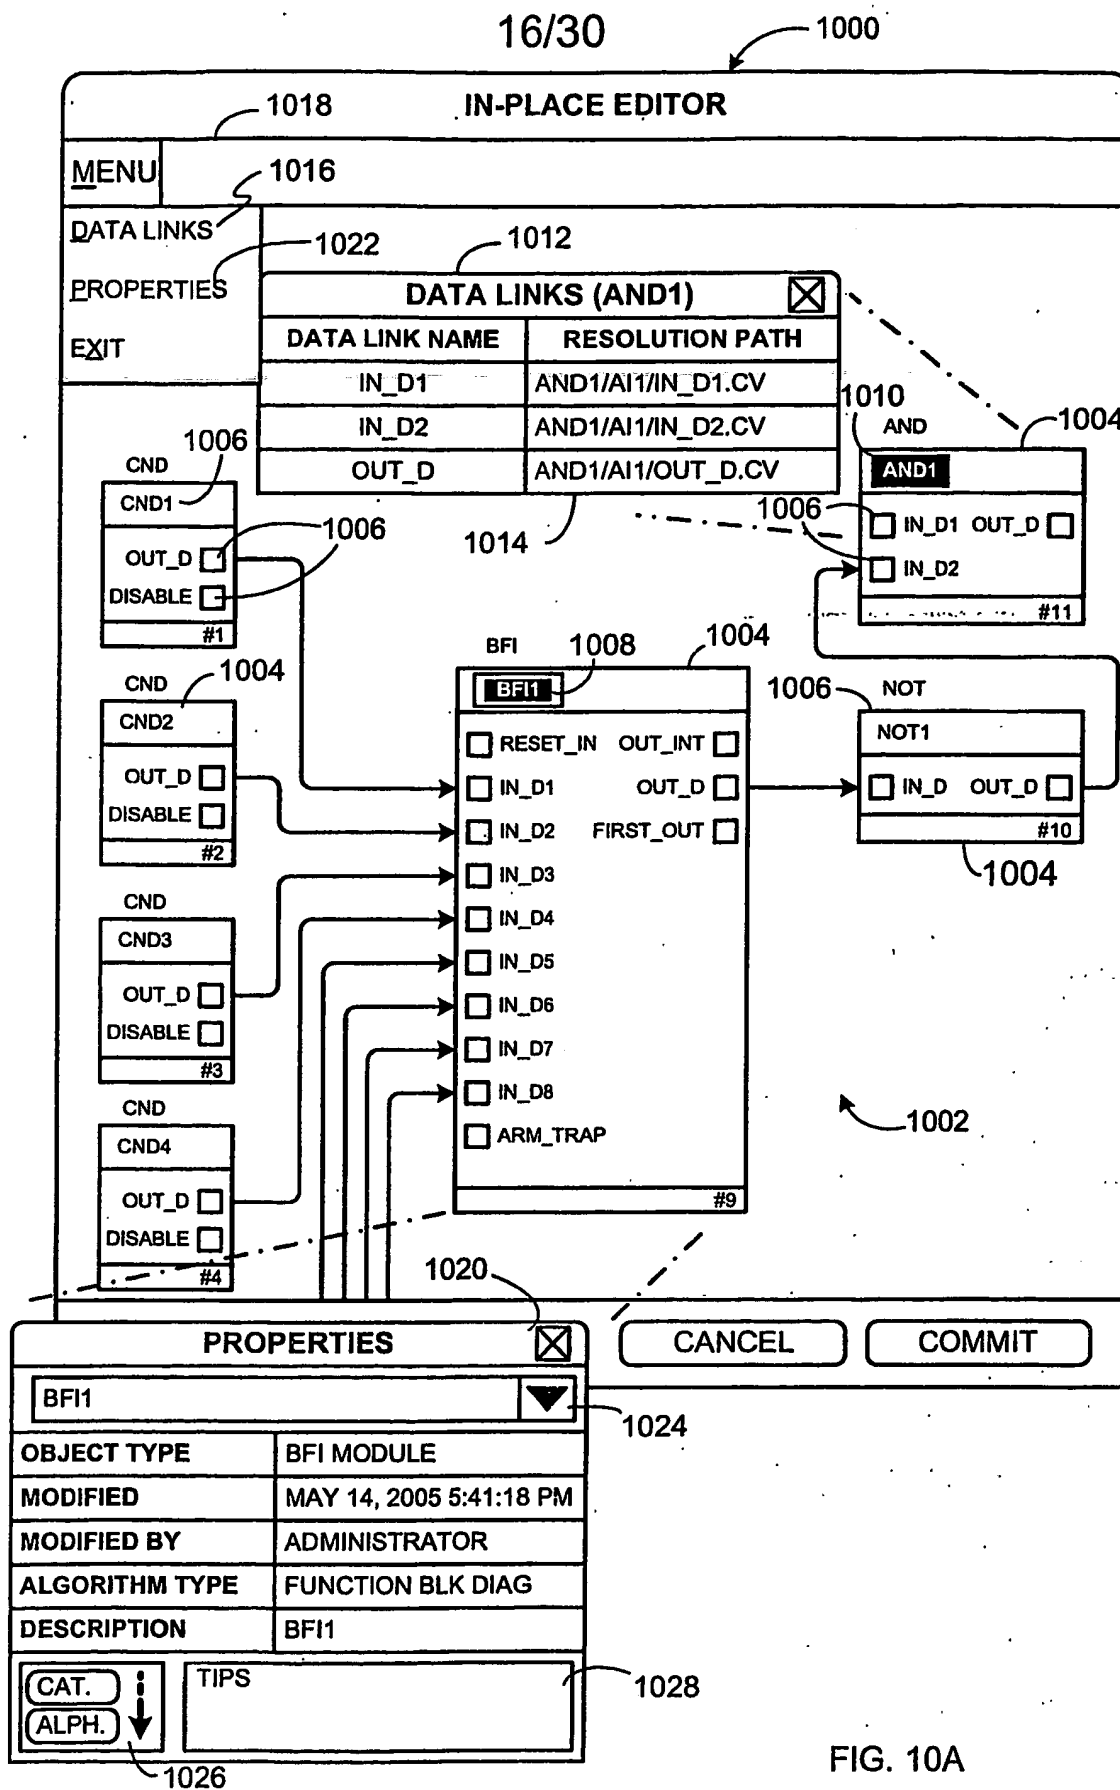 16/30
1000
IN-PLACE EDITOR
1018
MENU
1016
DATA LINKS
1022
PROPERTIES
EXIT
1012
DATA LINKS (AND1)
DATA LINK NAME RESOLUTION PATH
IN_D1 AND1/AI1/IN_D1.CV
IN_D2 AND1/AI1/IN_D2.CV
OUT_D AND1/AI1/OUT_D.CV
1014
1010
AND
1004
AND1
1006
IN_D1 OUT_D
IN_D2
#11
CND
1006
CND1
1006
OUT_D
DISABLE
#1
CND
1004
CND2
OUT_D
DISABLE
#2
CND
CND3
OUT_D
DISABLE
#3
CND
CND4
OUT_D
DISABLE
#4
BFI
1008
1004
BFI1
RESET_IN OUT_INT
IN_D1 OUT_D
IN_D2 FIRST_OUT
IN_D3
IN_D4
IN_D5
IN_D6
IN_D7
IN_D8
ARM_TRAP
#9
1006
NOT
NOT1
IN_D OUT_D
#10
1004
1002
1020
PROPERTIES
CANCEL
COMMIT
BFI1
1024
OBJECT TYPE BFI MODULE
MODIFIED MAY 14, 2005 5:41:18 PM
MODIFIED BY ADMINISTRATOR
ALGORITHM TYPE FUNCTION BLK DIAG
DESCRIPTION BFI1
CAT.
ALPH.
TIPS
1028
1026
FIG. 10A